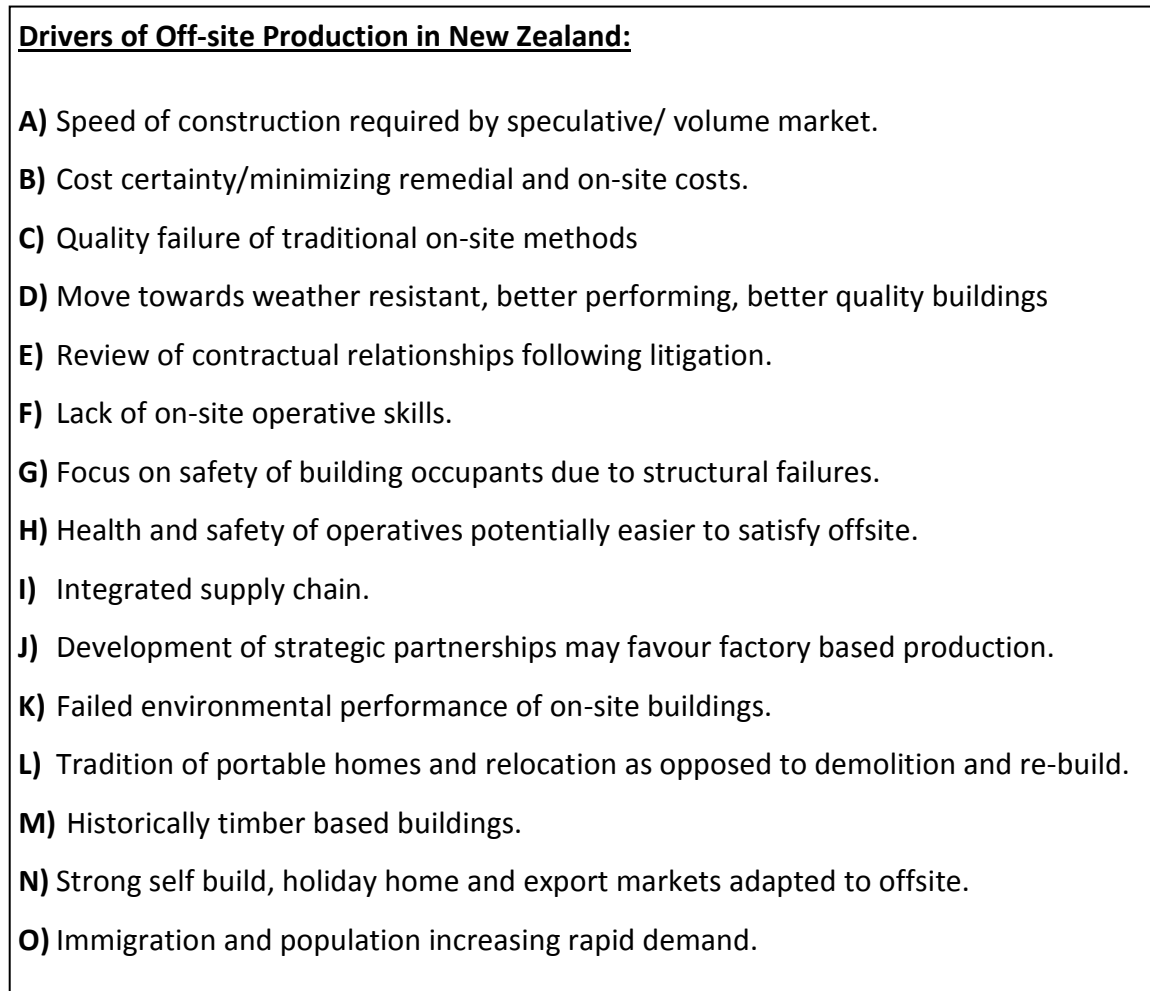 Drivers of Off-site Production in New Zealand:
A) Speed of construction required by speculative/ volume market.
B) Cost certainty/minimizing remedial and on-site costs.
C) Quality failure of traditional on-site methods
D) Move towards weather resistant, better performing, better quality buildings
E) Review of contractual relationships following litigation.
F) Lack of on-site operative skills.
G) Focus on safety of building occupants due to structural failures.
H) Health and safety of operatives potentially easier to satisfy offsite.
I) Integrated supply chain.
J) Development of strategic partnerships may favour factory based production.
K) Failed environmental performance of on-site buildings.
L) Tradition of portable homes and relocation as opposed to demolition and re-build.
M) Historically timber based buildings.
N) Strong self build, holiday home and export markets adapted to offsite.
O) Immigration and population increasing rapid demand.